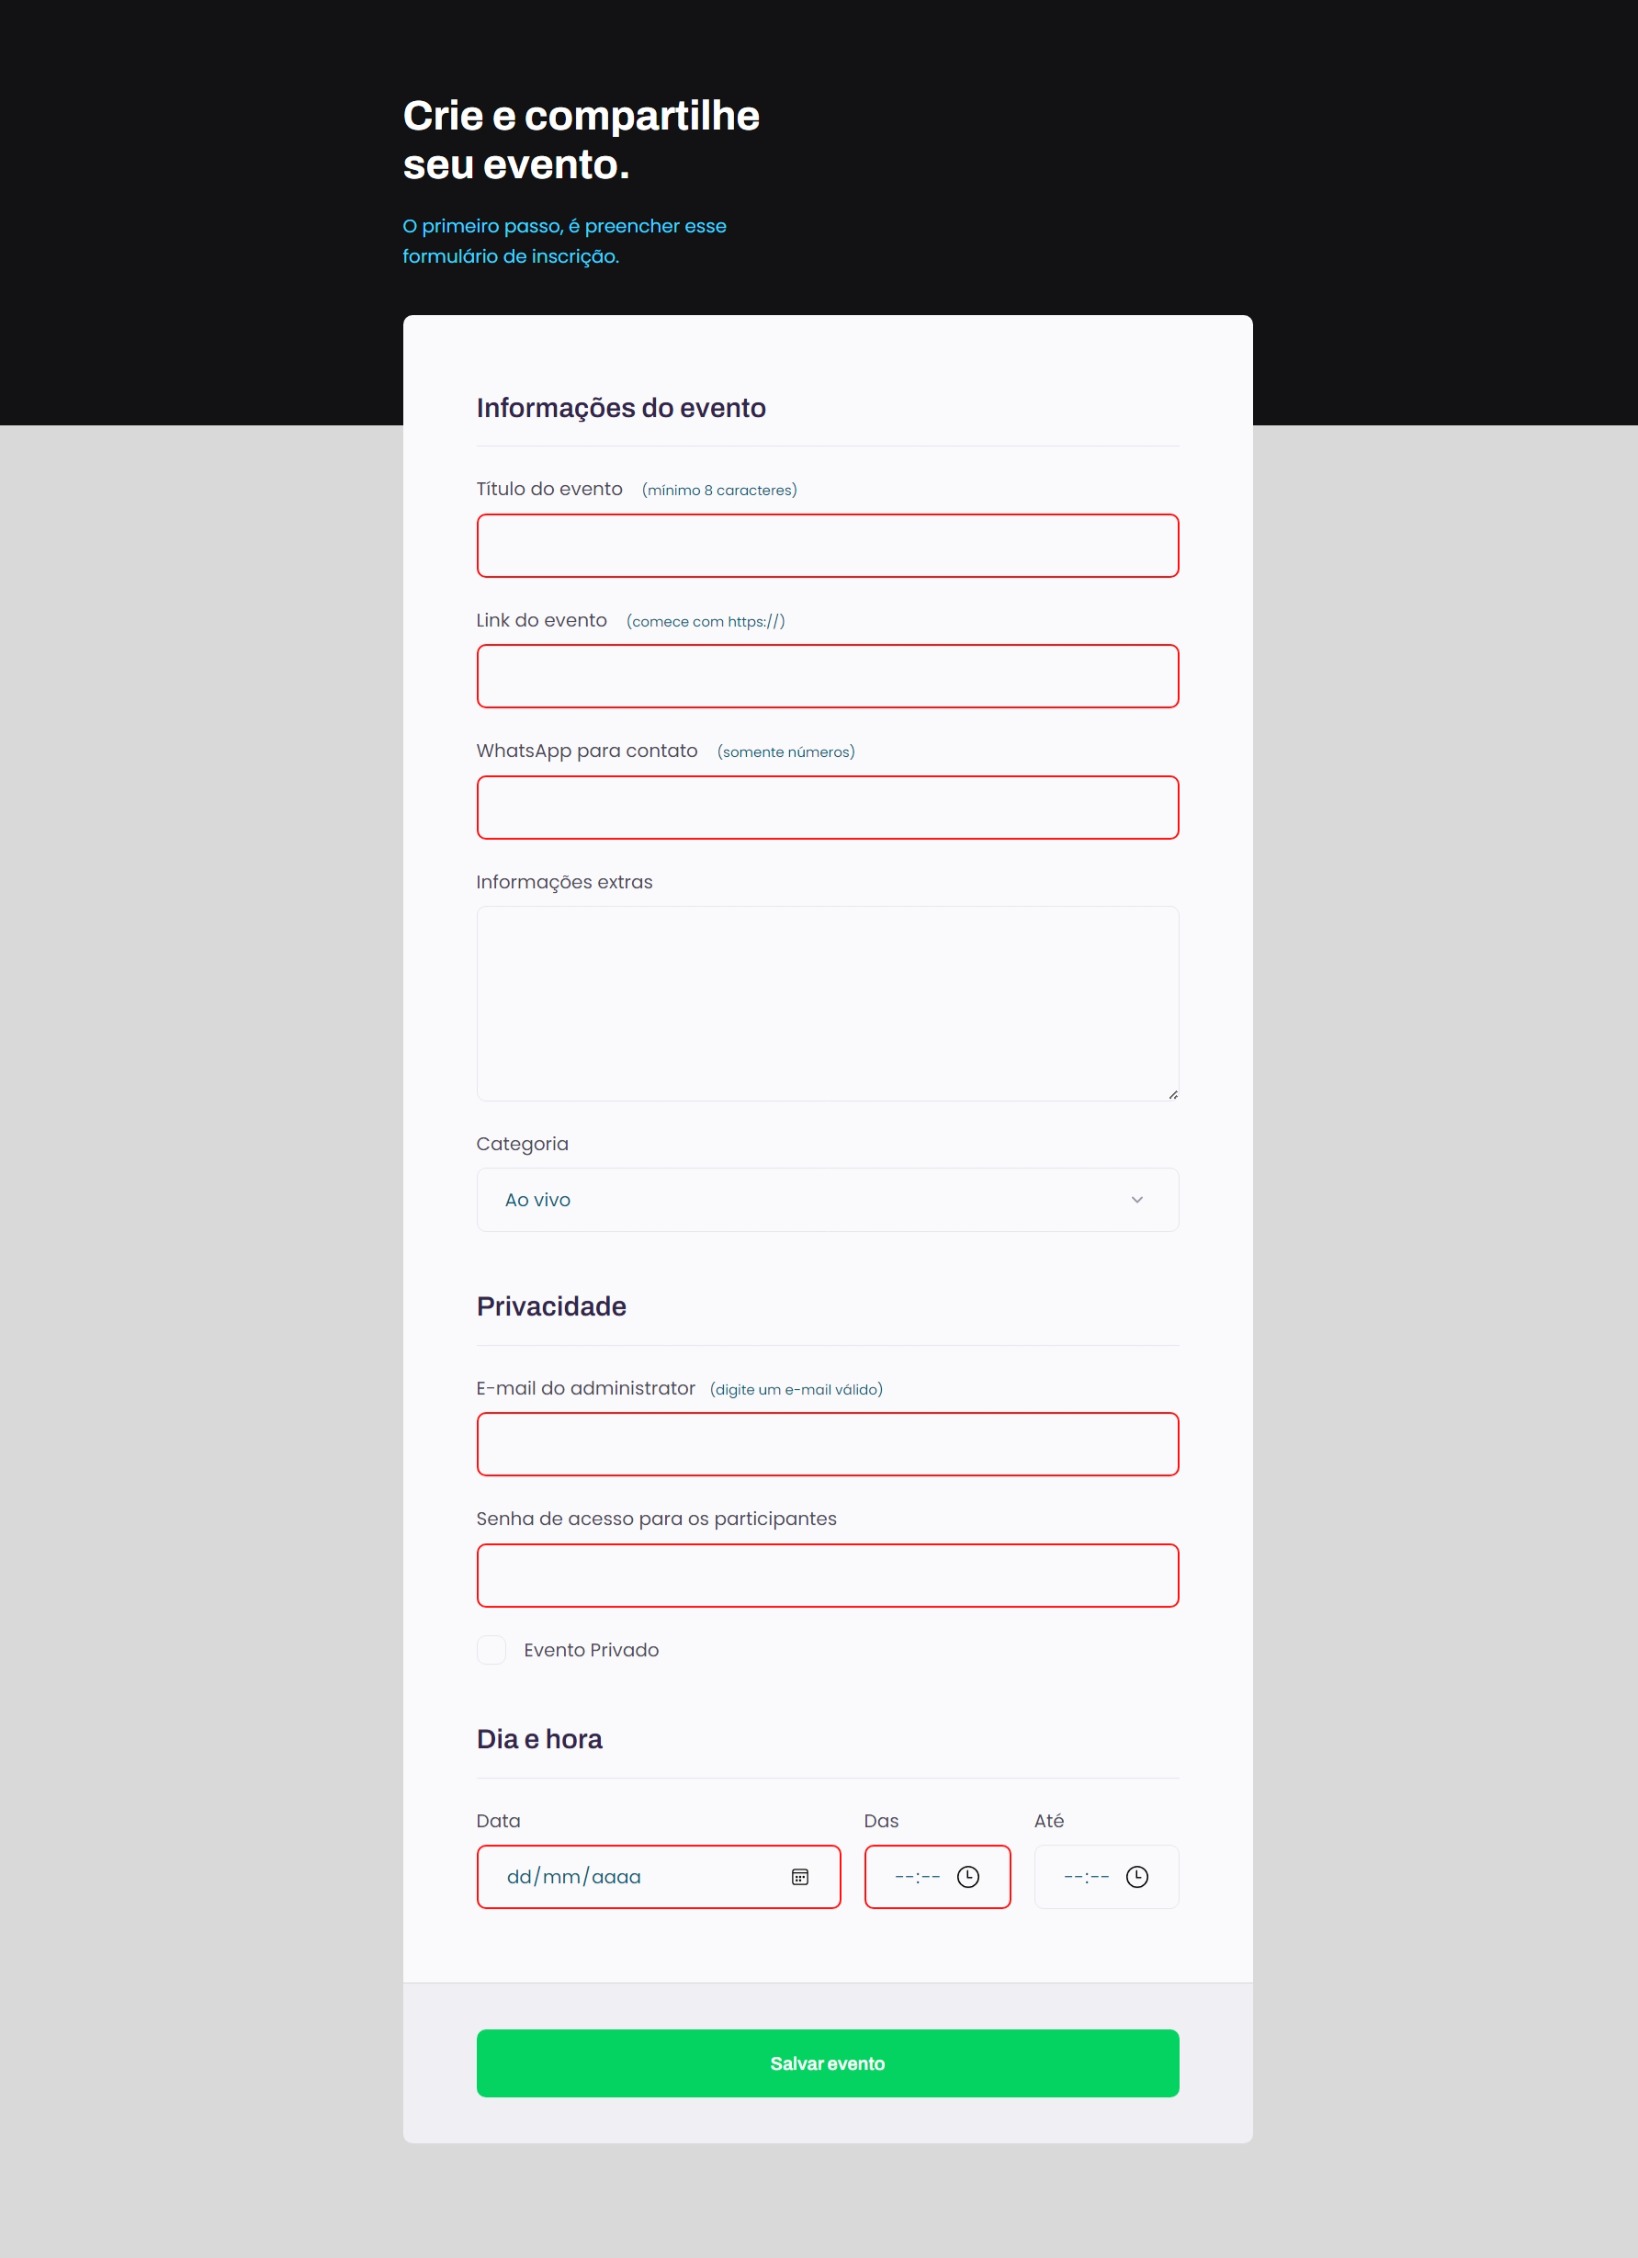 Crie e compartilhe
seu evento.
O primeiro passo, é preencher esse
formulário de inscrição.
Informações do evento
Título do evento (mínimo 8 caracteres)
Link do evento (comece com https://)
WhatsApp para contato (somente números)
Informações extras
Categoria
Ao vivo
Privacidade
E-mail do administrator (digite um e-mail válido)
Senha de acesso para os participantes
Evento Privado
Dia e hora
Data Das Até
dd/mm/aaaa --:-- --:--
Salvar evento